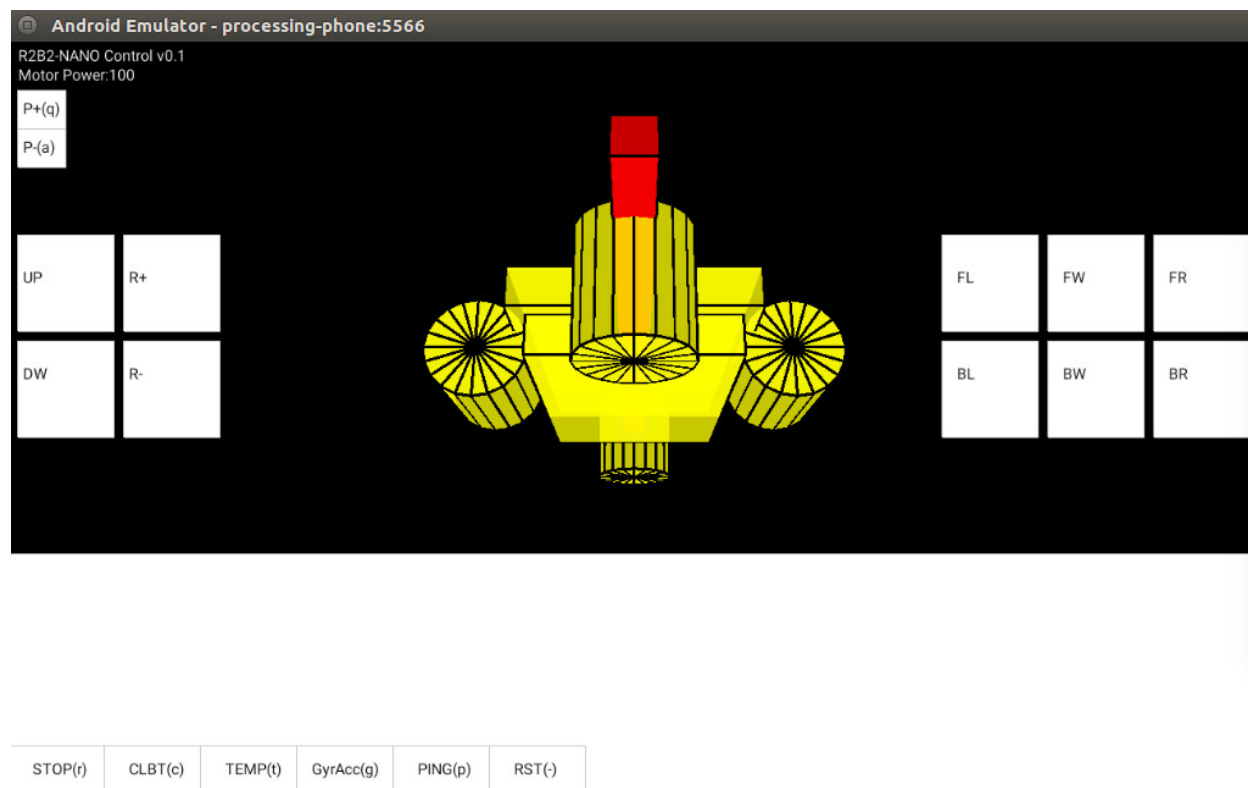 Android Emulator - processing-phone:5566
R2B2-NANO Control v0.1
Motor Power:100
P+(q)
P-(a)
UP R+ FL FW FR
DW R- BL BW BR
STOP(r) CLBT(c) TEMP(t) GyrAcc(g) PING(p) RST(-)